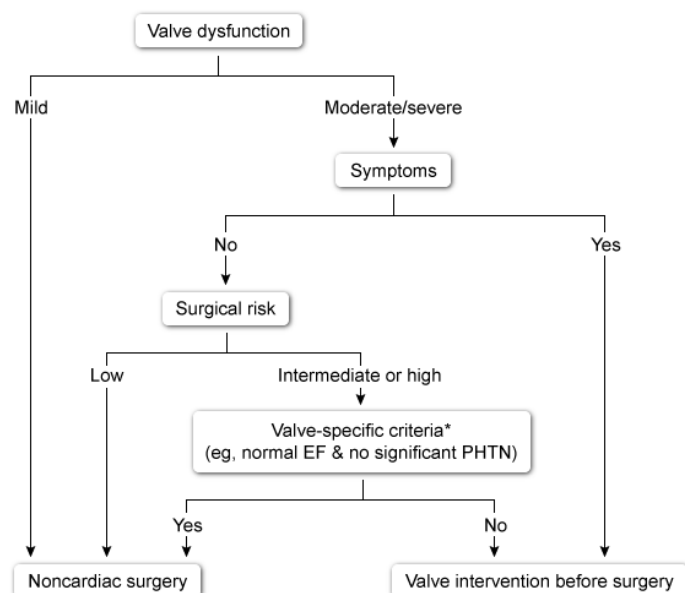 Valve dysfunction
Mild
Moderate/severe
Symptoms
No
Yes
Surgical risk
Low
Intermediate or high
Valve-specific criteria*
(eg, normal EF & no significant PHTN)
Yes
No
Noncardiac surgery
Valve intervention before surgery